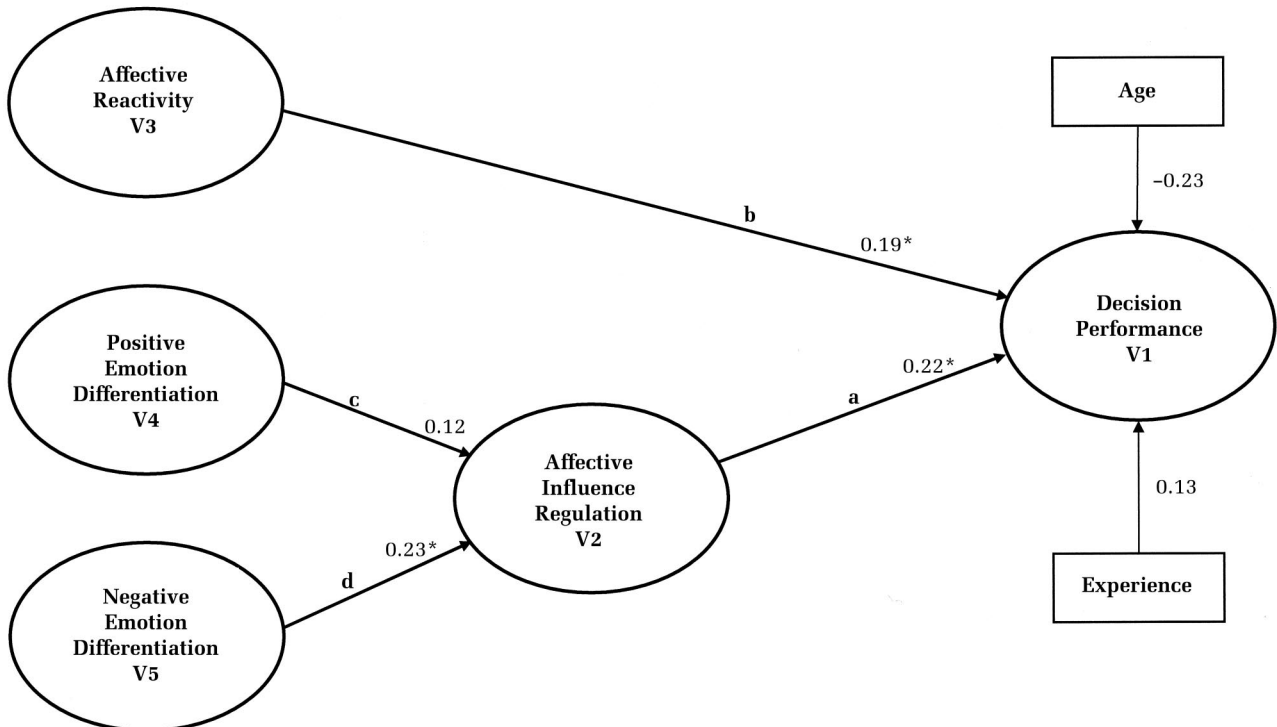 Affective
Reactivity
V3
Age
–0.23
b
0.19*
Decision
Performance
V1
Positive
Emotion
Differentiation
V4
c
0.12
a
0.22*
Affective
Influence
Regulation
V2
0.13
Experience
0.23*
d
Negative
Emotion
Differentiation
V5